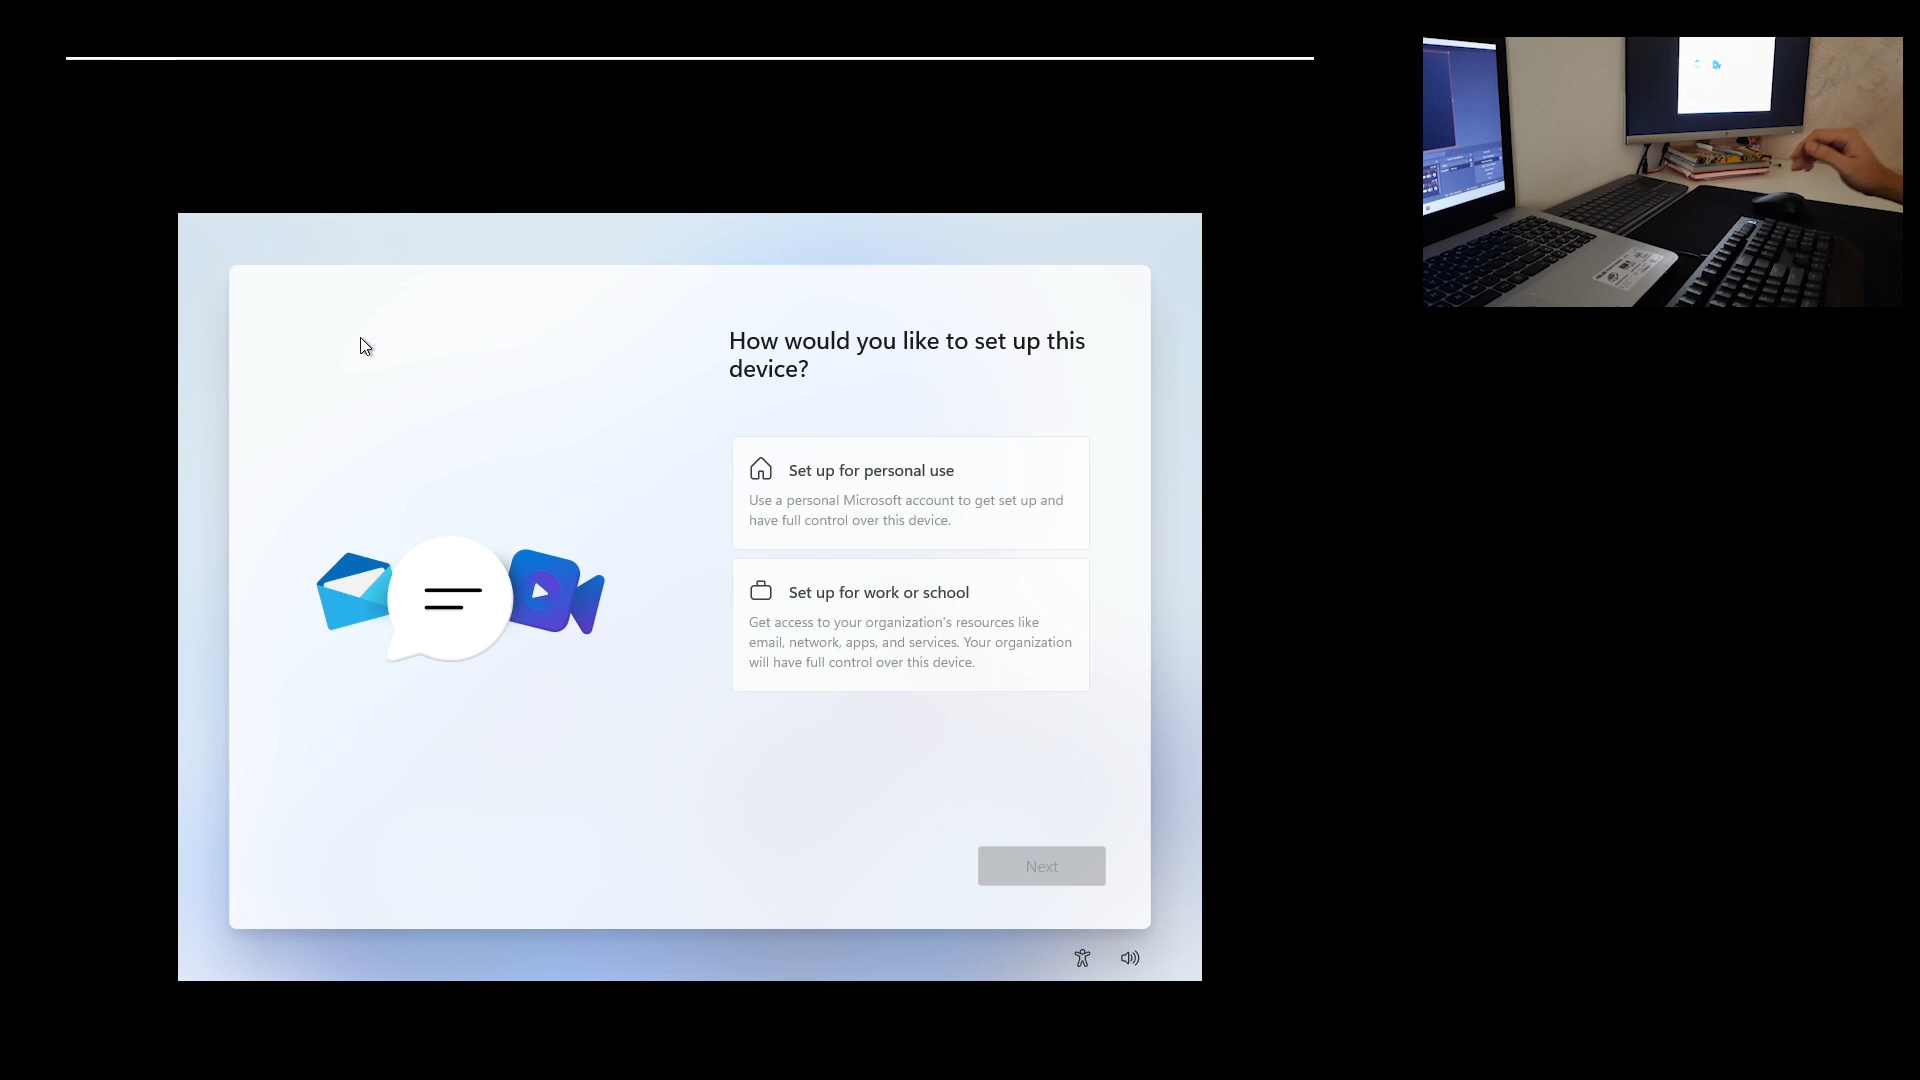 How would you like to set up this
device?
Set up for personal use
Use a personal Microsoft account to get set up and
have full control over this device.
Set up for work or school
Get access to your organization's resources like
email, network, apps, and services. Your organization
will have full control over this device.
Next